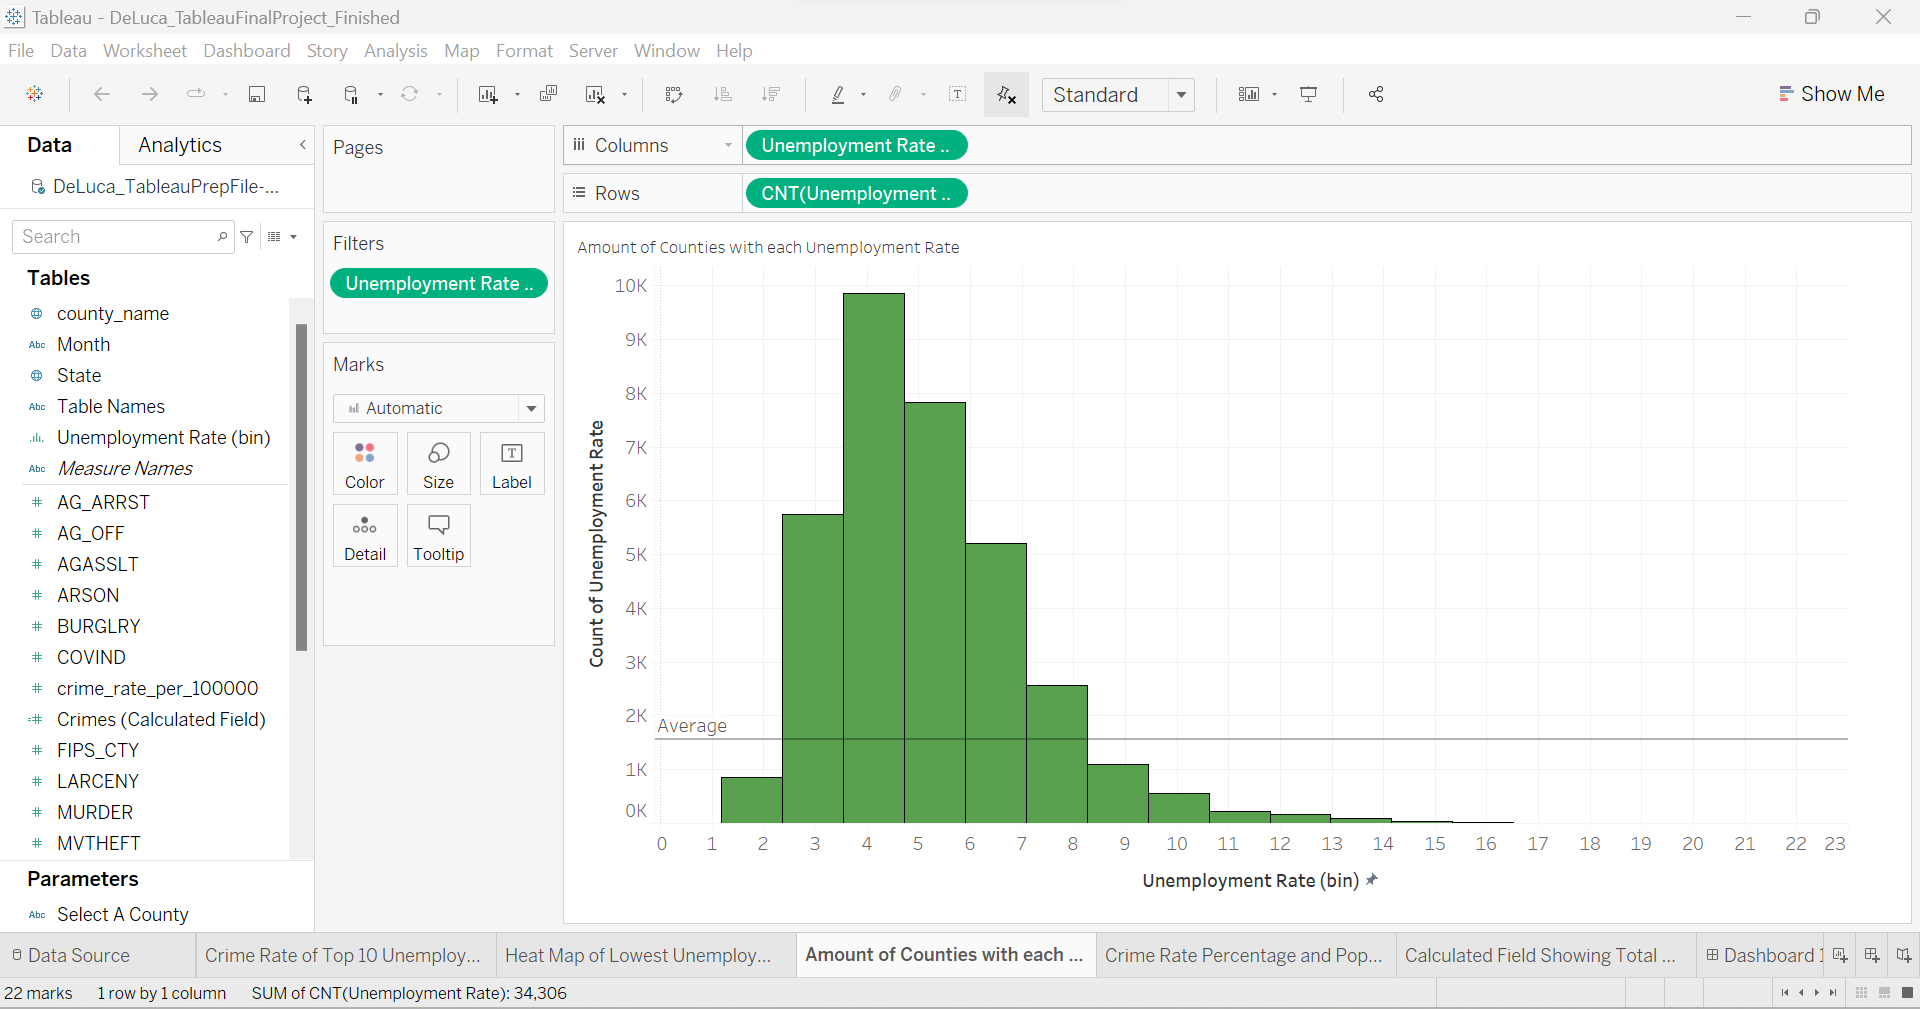 Tableau - DeLuca_TableauFinalProject_Finished
File Data Worksheet Dashboard Story Analysis Map Format Server Window Help
Standard
Show Me
Data Analytics
DeLuca_TableauPrepFile-...
Search
Tables
county_name
Abc Month
State
Abc Table Names
Unemployment Rate (bin)
Abc Measure Names
# AG_ARRST
# AG_OFF
# AGASSLT
# ARSON
# BURGLRY
# COVIND
# crime_rate_per_100000
=# Crimes (Calculated Field)
# FIPS_CTY
# LARCENY
# MURDER
# MVTHEFT
Parameters
Abc Select A County
Pages
Filters
Unemployment Rate ..
Marks
Automatic
Color Size Label
Detail Tooltip
Columns Unemployment Rate ..
Rows CNT(Unemployment ..
Amount of Counties with each Unemployment Rate
Count of Unemployment Rate
10K
9K
8K
7K
6K
5K
4K
3K
2K
1K
0K
Average
0 1 2 3 4 5 6 7 8 9 10 11 12 13 14 15 16 17 18 19 20 21 22 23
Unemployment Rate (bin)
Data Source Crime Rate of Top 10 Unemploy... Heat Map of Lowest Unemploy... Amount of Counties with each ... Crime Rate Percentage and Pop... Calculated Field Showing Total ... Dashboard 1
22 marks 1 row by 1 column SUM of CNT(Unemployment Rate): 34,306